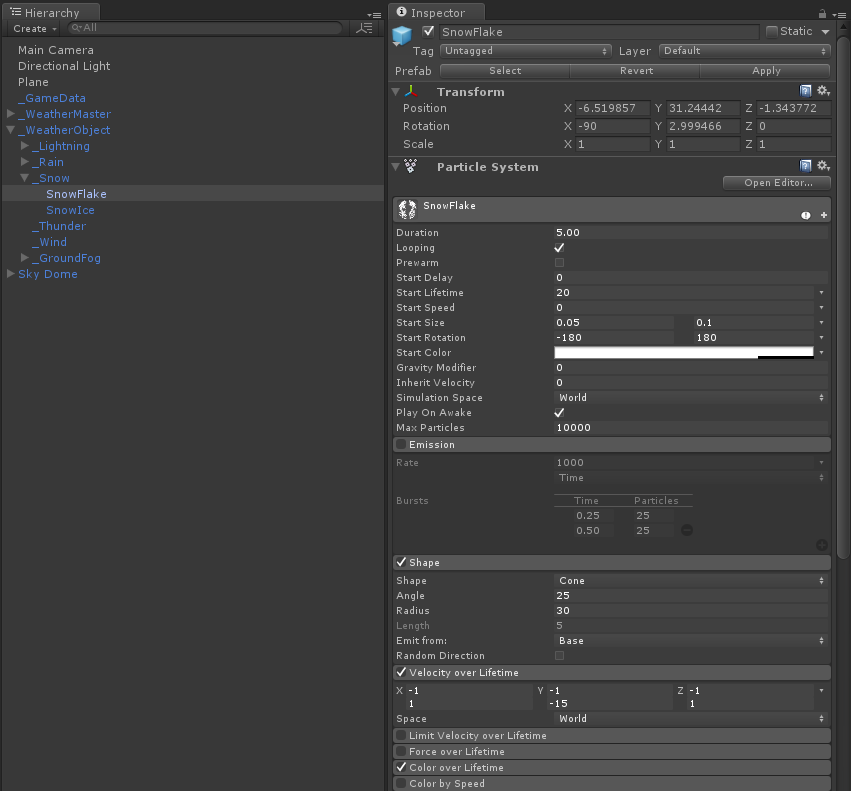 Hierarchy
Create
All
Main Camera
Directional Light
Plane
_GameData
_WeatherMaster
_WeatherObject
_Lightning
_Rain
_Snow
SnowFlake
SnowIce
_Thunder
_Wind
_GroundFog
Sky Dome
Inspector
SnowFlake Static
Tag Untagged Layer Default
Prefab Select Revert Apply
Transform
Position X -6.519857 Y 31.24442 Z -1.343772
Rotation X -90 Y 2.999466 Z 0
Scale X 1 Y 1 Z 1
Particle System
Open Editor...
SnowFlake
Duration 5.00
Looping
Prewarm
Start Delay 0
Start Lifetime 20
Start Speed 0
Start Size 0.05 0.1
Start Rotation -180 180
Start Color
Gravity Modifier 0
Inherit Velocity 0
Simulation Space World
Play On Awake
Max Particles 10000
Emission
Rate 1000
Time
Bursts Time Particles
0.25 25
0.50 25
Shape
Shape Cone
Angle 25
Radius 30
Length 5
Emit from: Base
Random Direction
Velocity over Lifetime
X -1 Y -1 Z -1
1 -15 1
Space World
Limit Velocity over Lifetime
Force over Lifetime
Color over Lifetime
Color by Speed